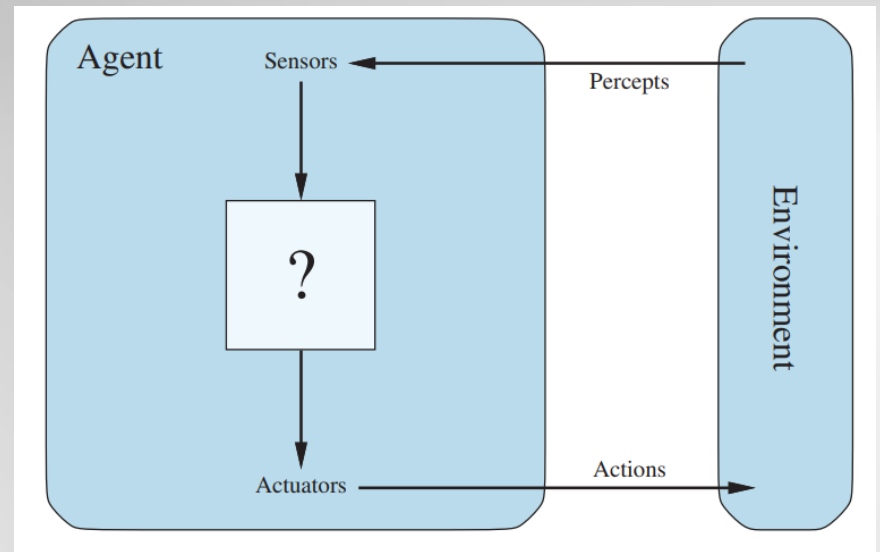 Agent
Sensors
Percepts
?
Environment
Actuators
Actions